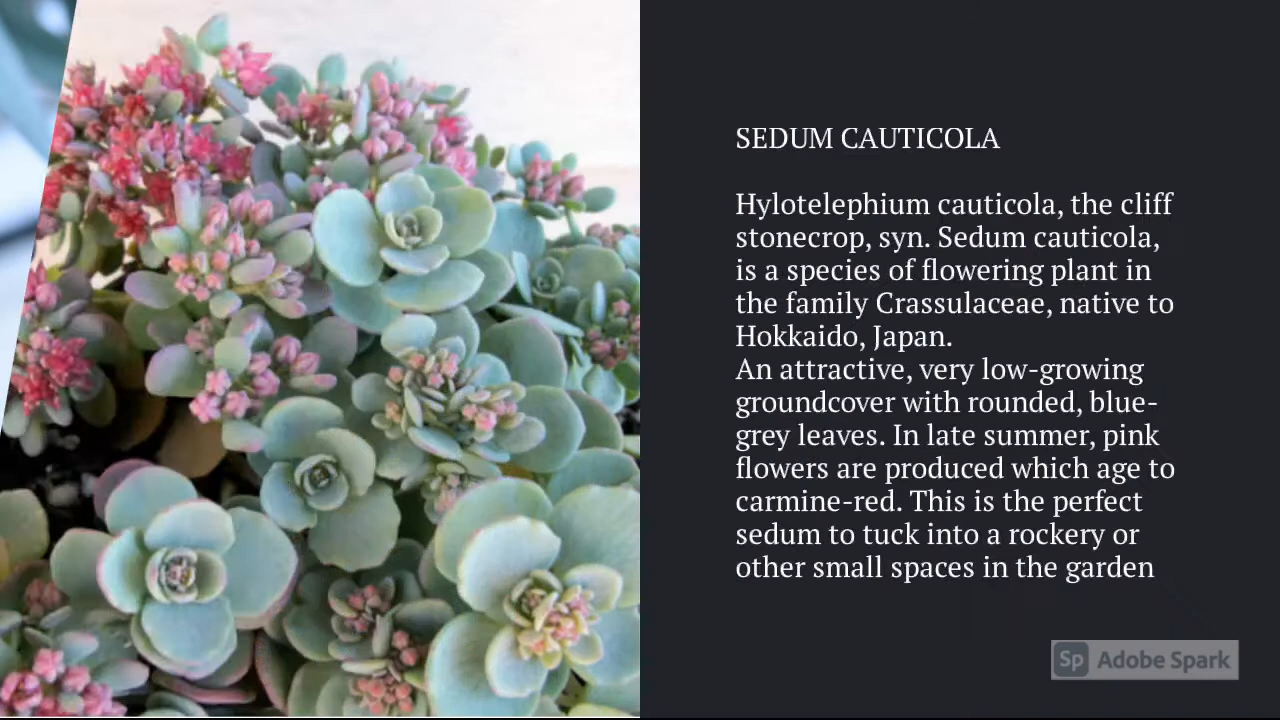 SEDUM CAUTICOLA
Hylotelephium cauticola, the cliff
stonecrop, syn. Sedum cauticola,
is a species of flowering plant in
the family Crassulaceae, native to
Hokkaido, Japan.
An attractive, very low-growing
groundcover with rounded, blue-
grey leaves. In late summer, pink
flowers are produced which age to
carmine-red. This is the perfect
sedum to tuck into a rockery or
other small spaces in the garden
Sp Adobe Spark